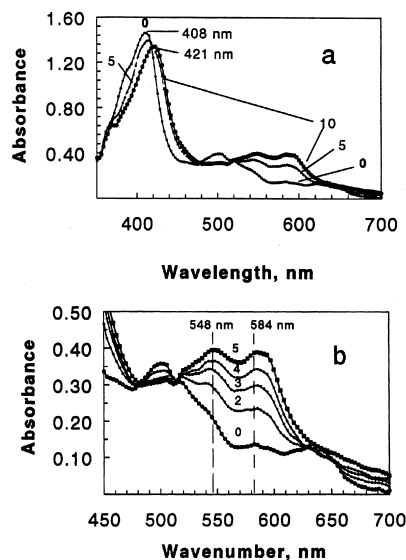 0
408 nm
5
421 nm
a
10
5
0
1.60
1.20
0.80
0.40
Absorbance
400
500
600
700
Wavelength, nm
0.50
0.40
0.30
0.20
0.10
Absorbance
548 nm
584 nm
5
4
3
2
0
b
450
500
550
600
650
700
Wavenumber, nm